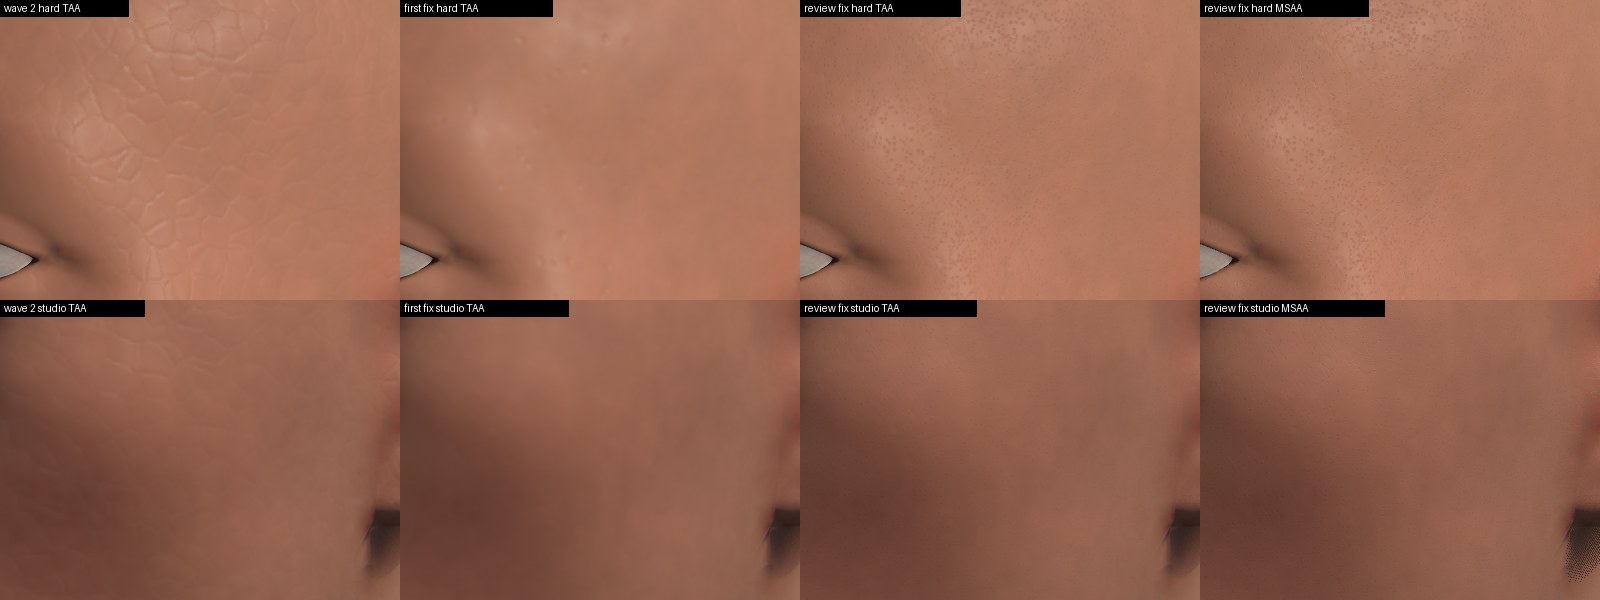 wave 2 hard TAA
first fix hard TAA
review fix hard TAA
review fix hard MSAA
wave 2 studio TAA
first fix studio TAA
review fix studio TAA
review fix studio MSAA